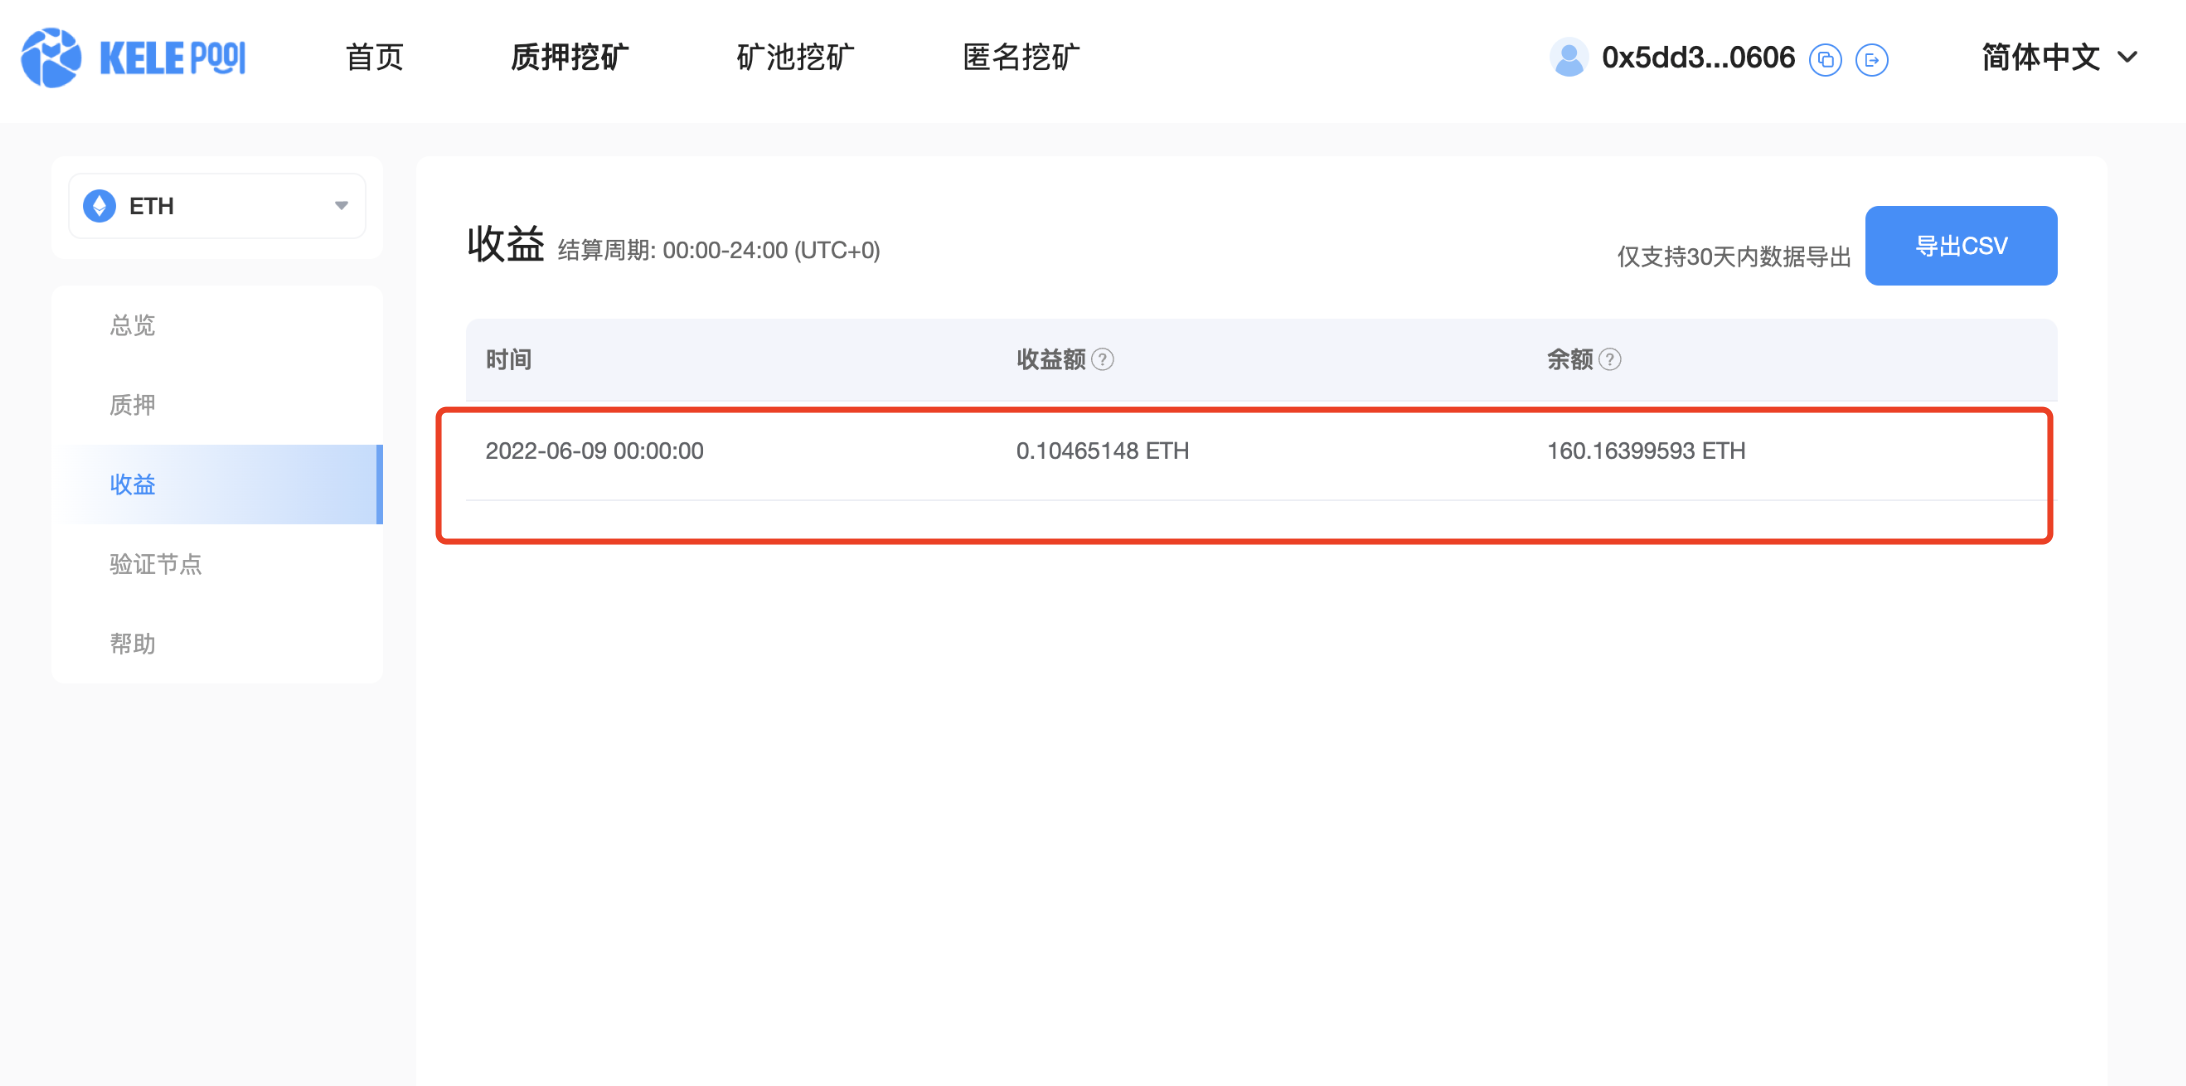 KELE POOL
首页
质押挖矿
矿池挖矿
匿名挖矿
0x5dd3...0606
简体中文
ETH
总览
质押
收益
验证节点
帮助
收益 结算周期: 00:00-24:00 (UTC+0)
仅支持30天内数据导出
导出CSV
时间 收益额 ? 余额 ?
2022-06-09 00:00:00 0.10465148 ETH 160.16399593 ETH